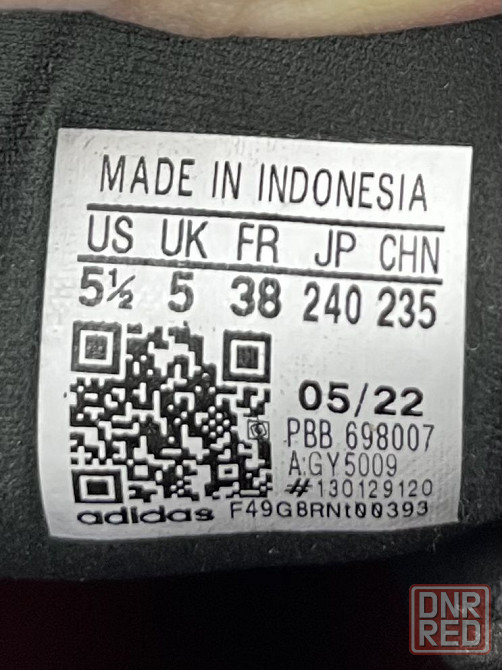 MADE IN INDONESIA
US UK FR JP CHN
5½ 5 38 240 235
05/22
PBB 698007
A:GY5009
#130129120
adidas F49G8RNt00393
DNR
RED